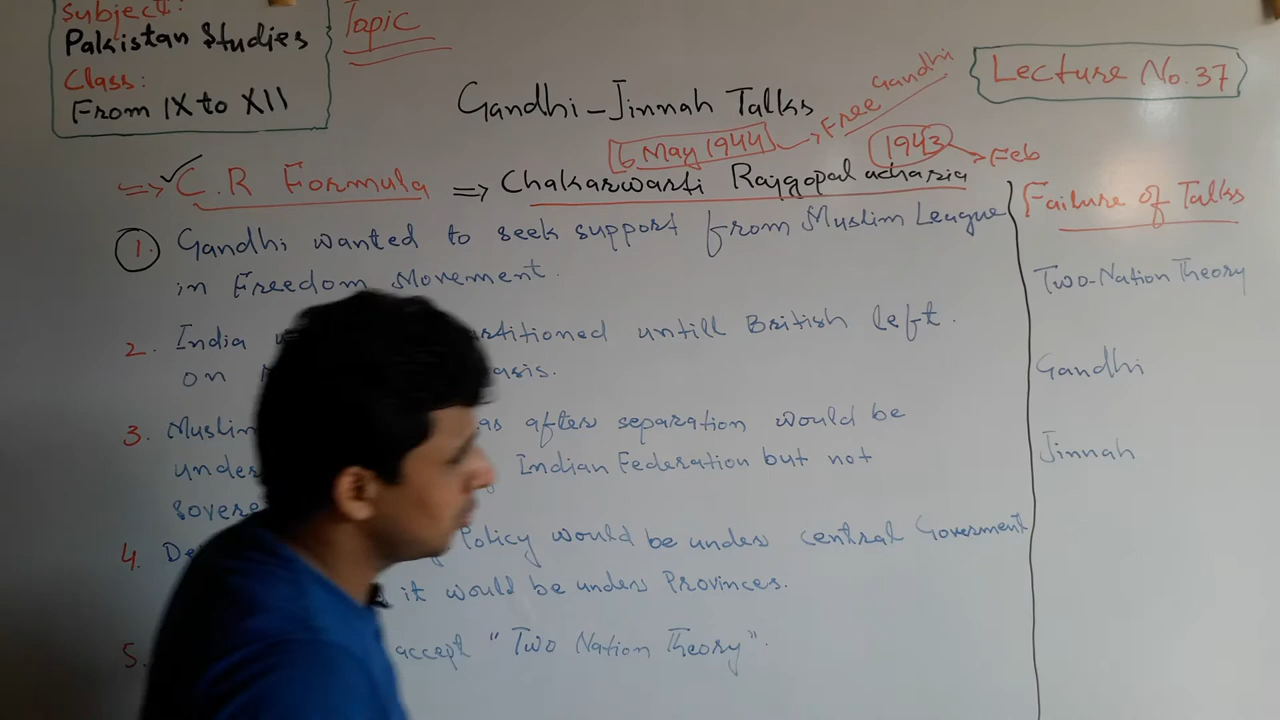 Subject:
Pakistan Studies
Class:
From IX to XII
Topic
Lecture No. 37
Gandhi-Jinnah Talks
Free Gandhi
6 May 1944
1943
Feb
C.R Formula => Chakarwarti Rajgopalacharia
1. Gandhi wanted to seek support from Muslim League
in Freedom Movement.
2. India untill British left.
on asis.
3. Muslim as after separation would be
under Indian Federation but not
sovere
4. De Policy would be under central Goverment
it would be under Provinces.
5. accept "Two Nation Theory".
Failure of Talks
Two-Nation Theory
Gandhi
Jinnah